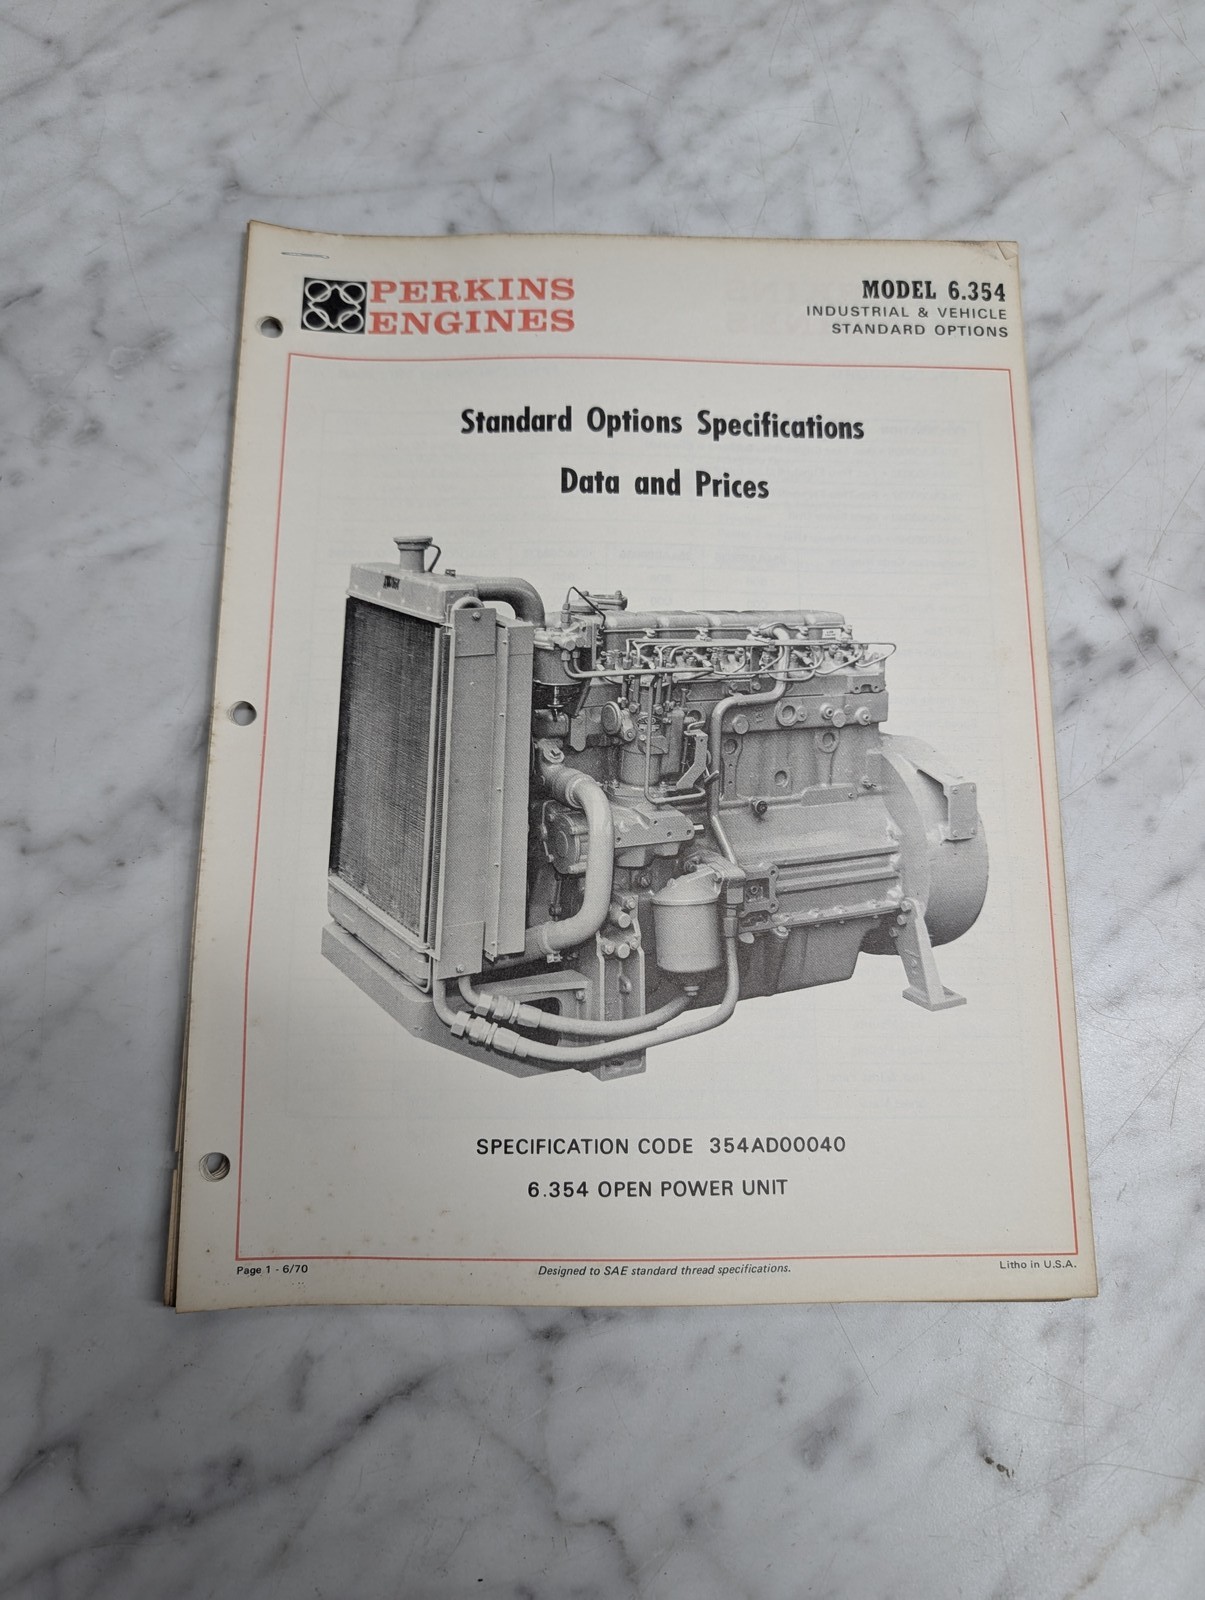 PERKINS
ENGINES
MODEL 6.354
INDUSTRIAL & VEHICLE
STANDARD OPTIONS
Standard Options Specifications
Data and Prices
SPECIFICATION CODE 354AD00040
6.354 OPEN POWER UNIT
Page 1 - 6/70
Designed to SAE standard thread specifications.
Litho in U.S.A.